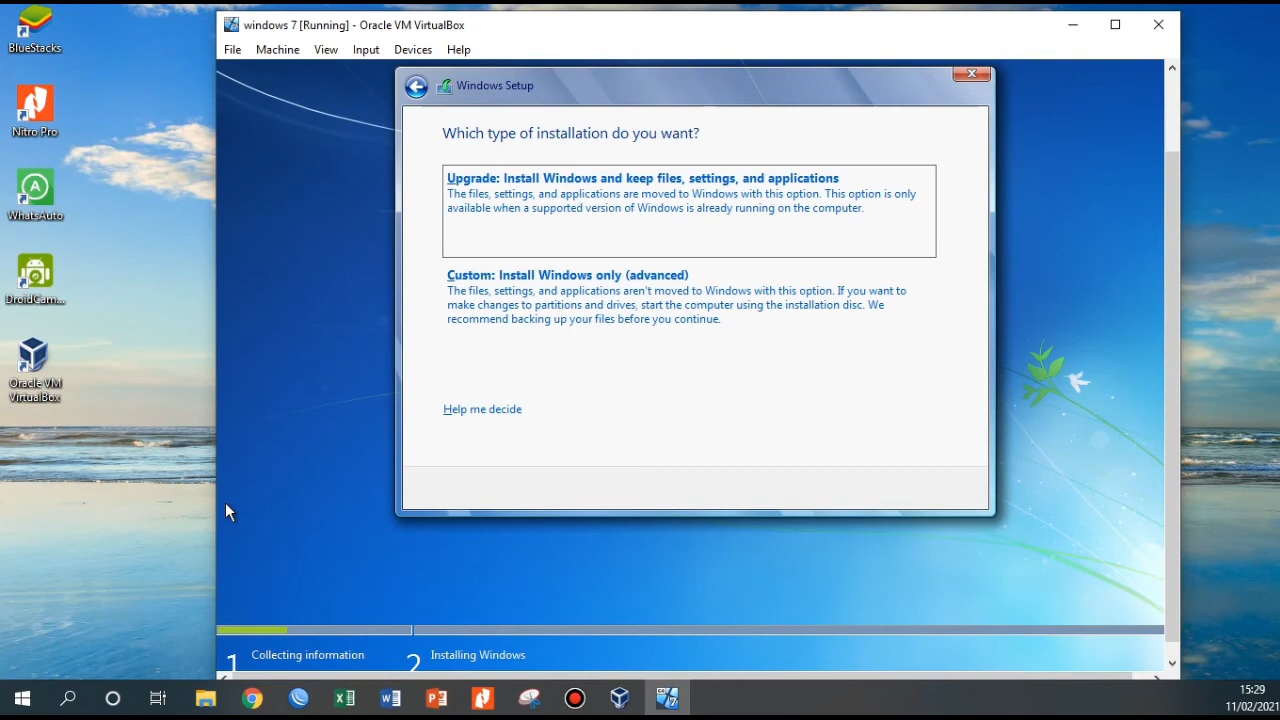 BlueStacks
Nitro Pro
WhatsAuto
DroidCam...
Oracle VM
VirtualBox
windows 7 [Running] - Oracle VM VirtualBox
File Machine View Input Devices Help
Windows Setup
Which type of installation do you want?
Upgrade: Install Windows and keep files, settings, and applications
The files, settings, and applications are moved to Windows with this option. This option is only
available when a supported version of Windows is already running on the computer.
Custom: Install Windows only (advanced)
The files, settings, and applications aren't moved to Windows with this option. If you want to
make changes to partitions and drives, start the computer using the installation disc. We
recommend backing up your files before you continue.
Help me decide
1 Collecting information 2 Installing Windows
15:29
11/02/2021